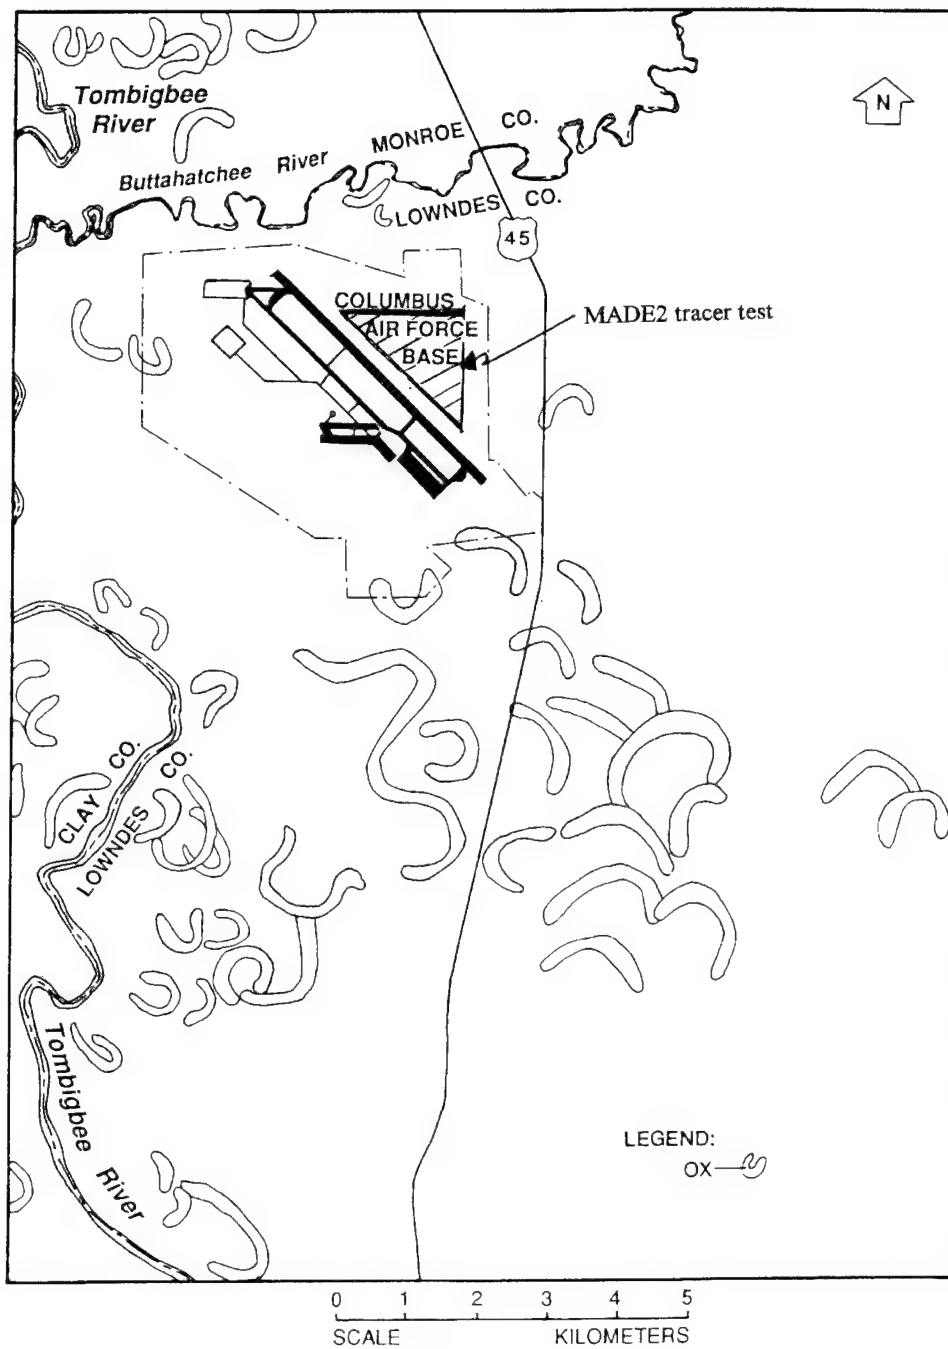 Tombigbee
River
N
MONROE CO.
Buttahatchee River
LOWNDES CO.
45
COLUMBUS
AIR FORCE
BASE
MADE2 tracer test
CLAY CO.
LOWNDES CO.
Tombigbee River
LEGEND:
OX
0 1 2 3 4 5
SCALE KILOMETERS